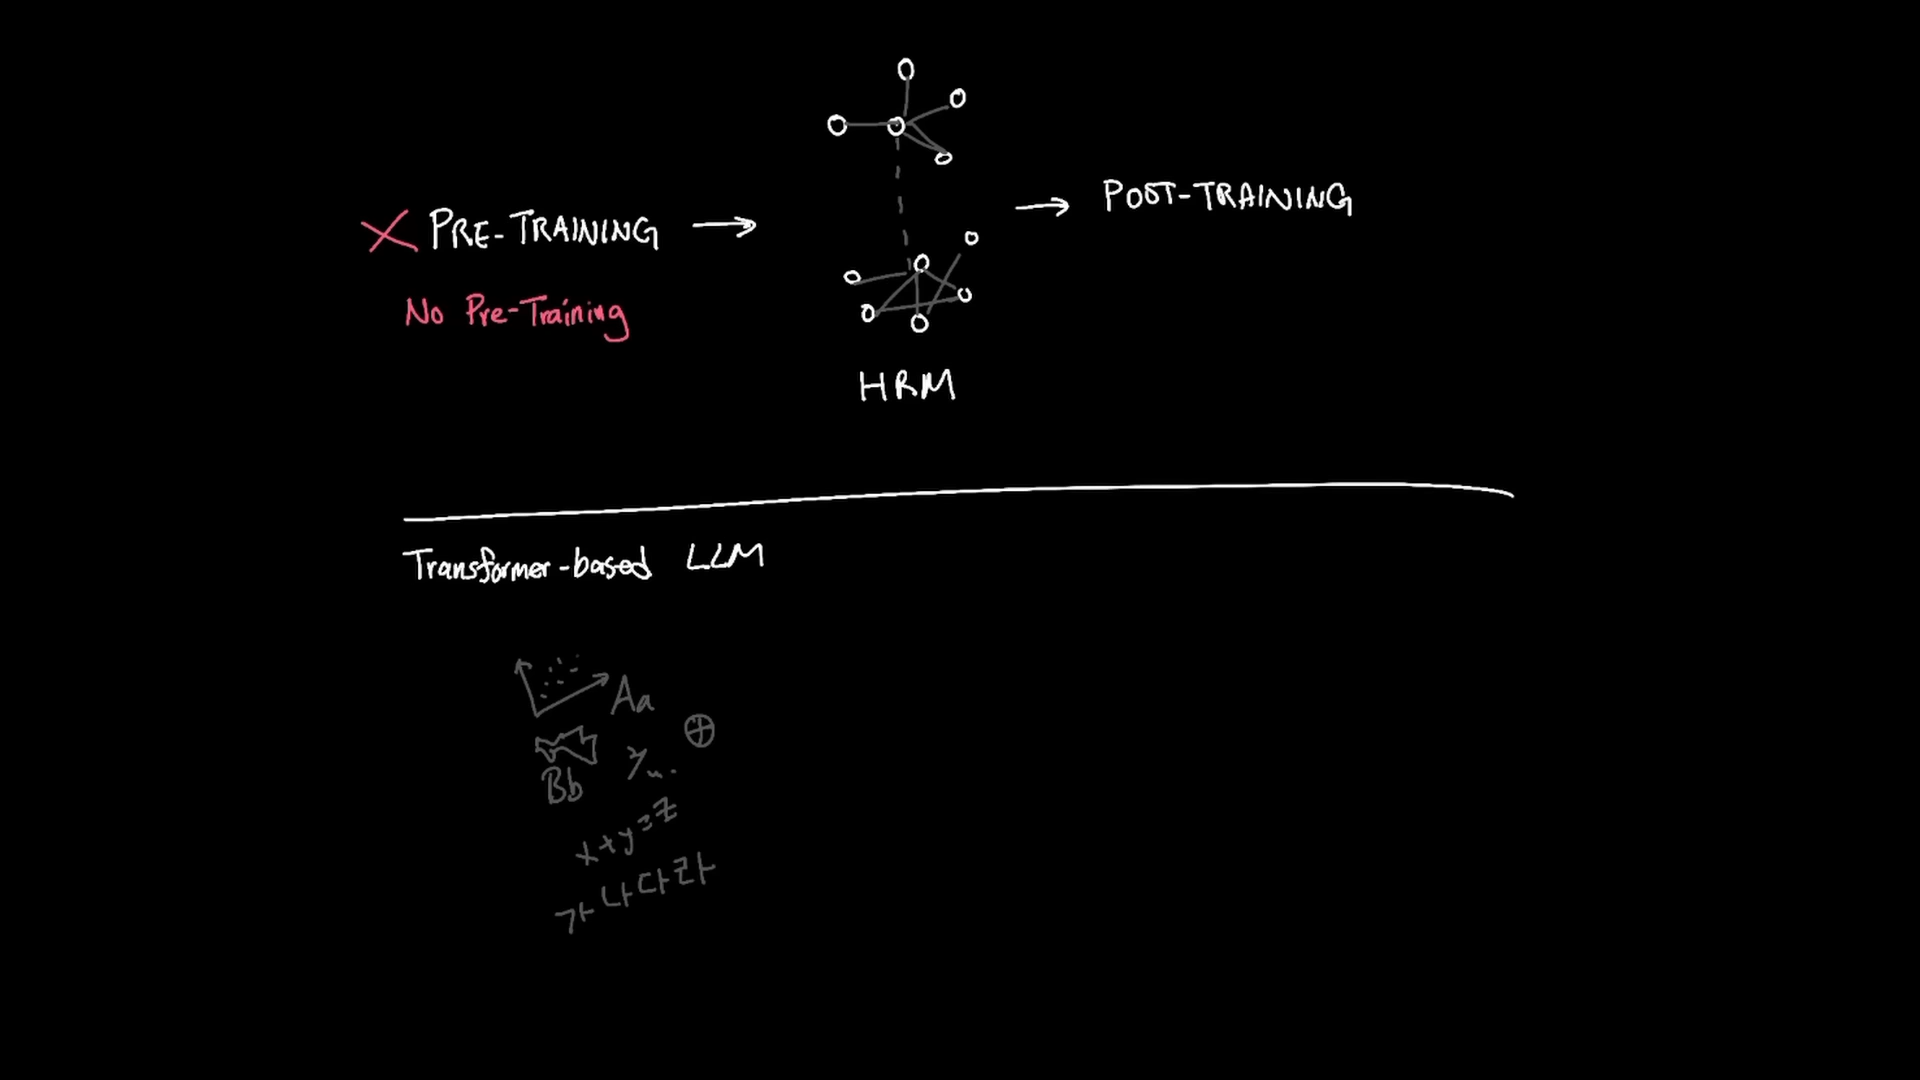 PRE-TRAINING
POST-TRAINING
No Pre-Training
HRM
Transformer-based LLM
Aa
Bb
x+y=z
가 나 다 라